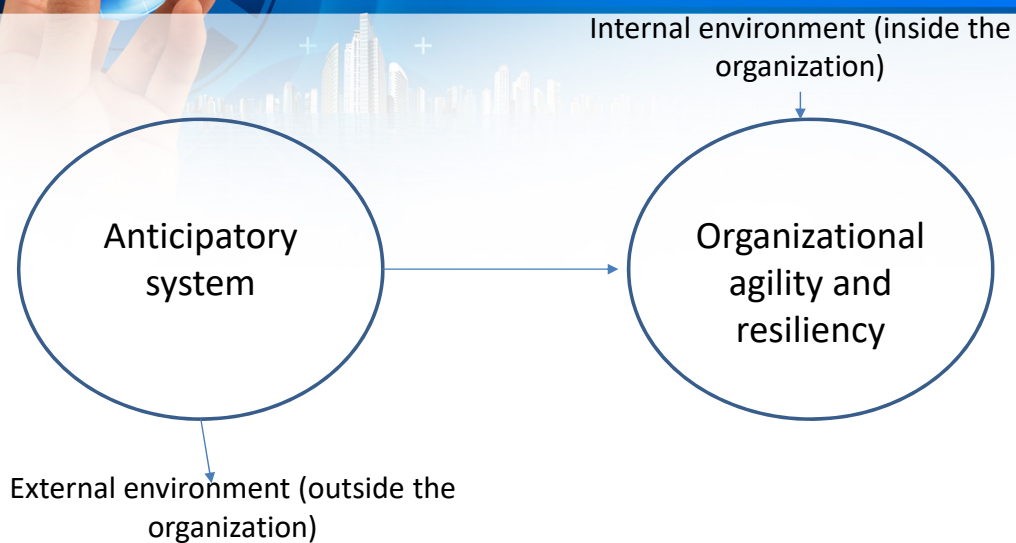 Internal environment (inside the
organization)
Anticipatory
system
Organizational
agility and
resiliency
External environment (outside the
organization)